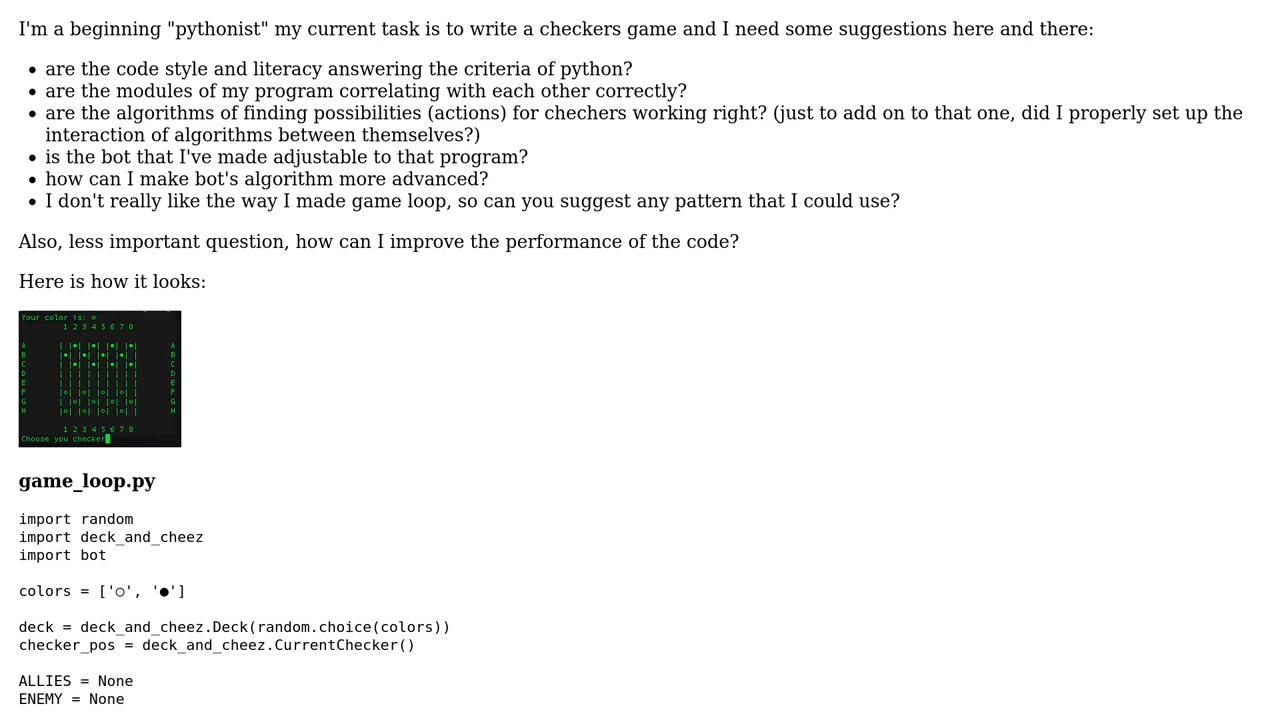 I'm a beginning "pythonist" my current task is to write a checkers game and I need some suggestions here and there:
• are the code style and literacy answering the criteria of python?
• are the modules of my program correlating with each other correctly?
• are the algorithms of finding possibilities (actions) for chechers working right? (just to add on to that one, did I properly set up the
interaction of algorithms between themselves?)
• is the bot that I've made adjustable to that program?
• how can I make bot's algorithm more advanced?
• I don't really like the way I made game loop, so can you suggest any pattern that I could use?
Also, less important question, how can I improve the performance of the code?
Here is how it looks:
Your color is: o
1 2 3 4 5 6 7 8
A | |●| |●| |●| |●| A
B |●| |●| |●| |●| | B
C | |●| |●| |●| |●| C
D | | | | | | | | | D
E | | | | | | | | | E
F |o| |o| |o| |o| | F
G | |o| |o| |o| |o| G
H |o| |o| |o| |o| | H
1 2 3 4 5 6 7 8
Choose you checker
game_loop.py
import random
import deck_and_cheez
import bot
colors = ['○', '●']
deck = deck_and_cheez.Deck(random.choice(colors))
checker_pos = deck_and_cheez.CurrentChecker()
ALLIES = None
ENEMY = None